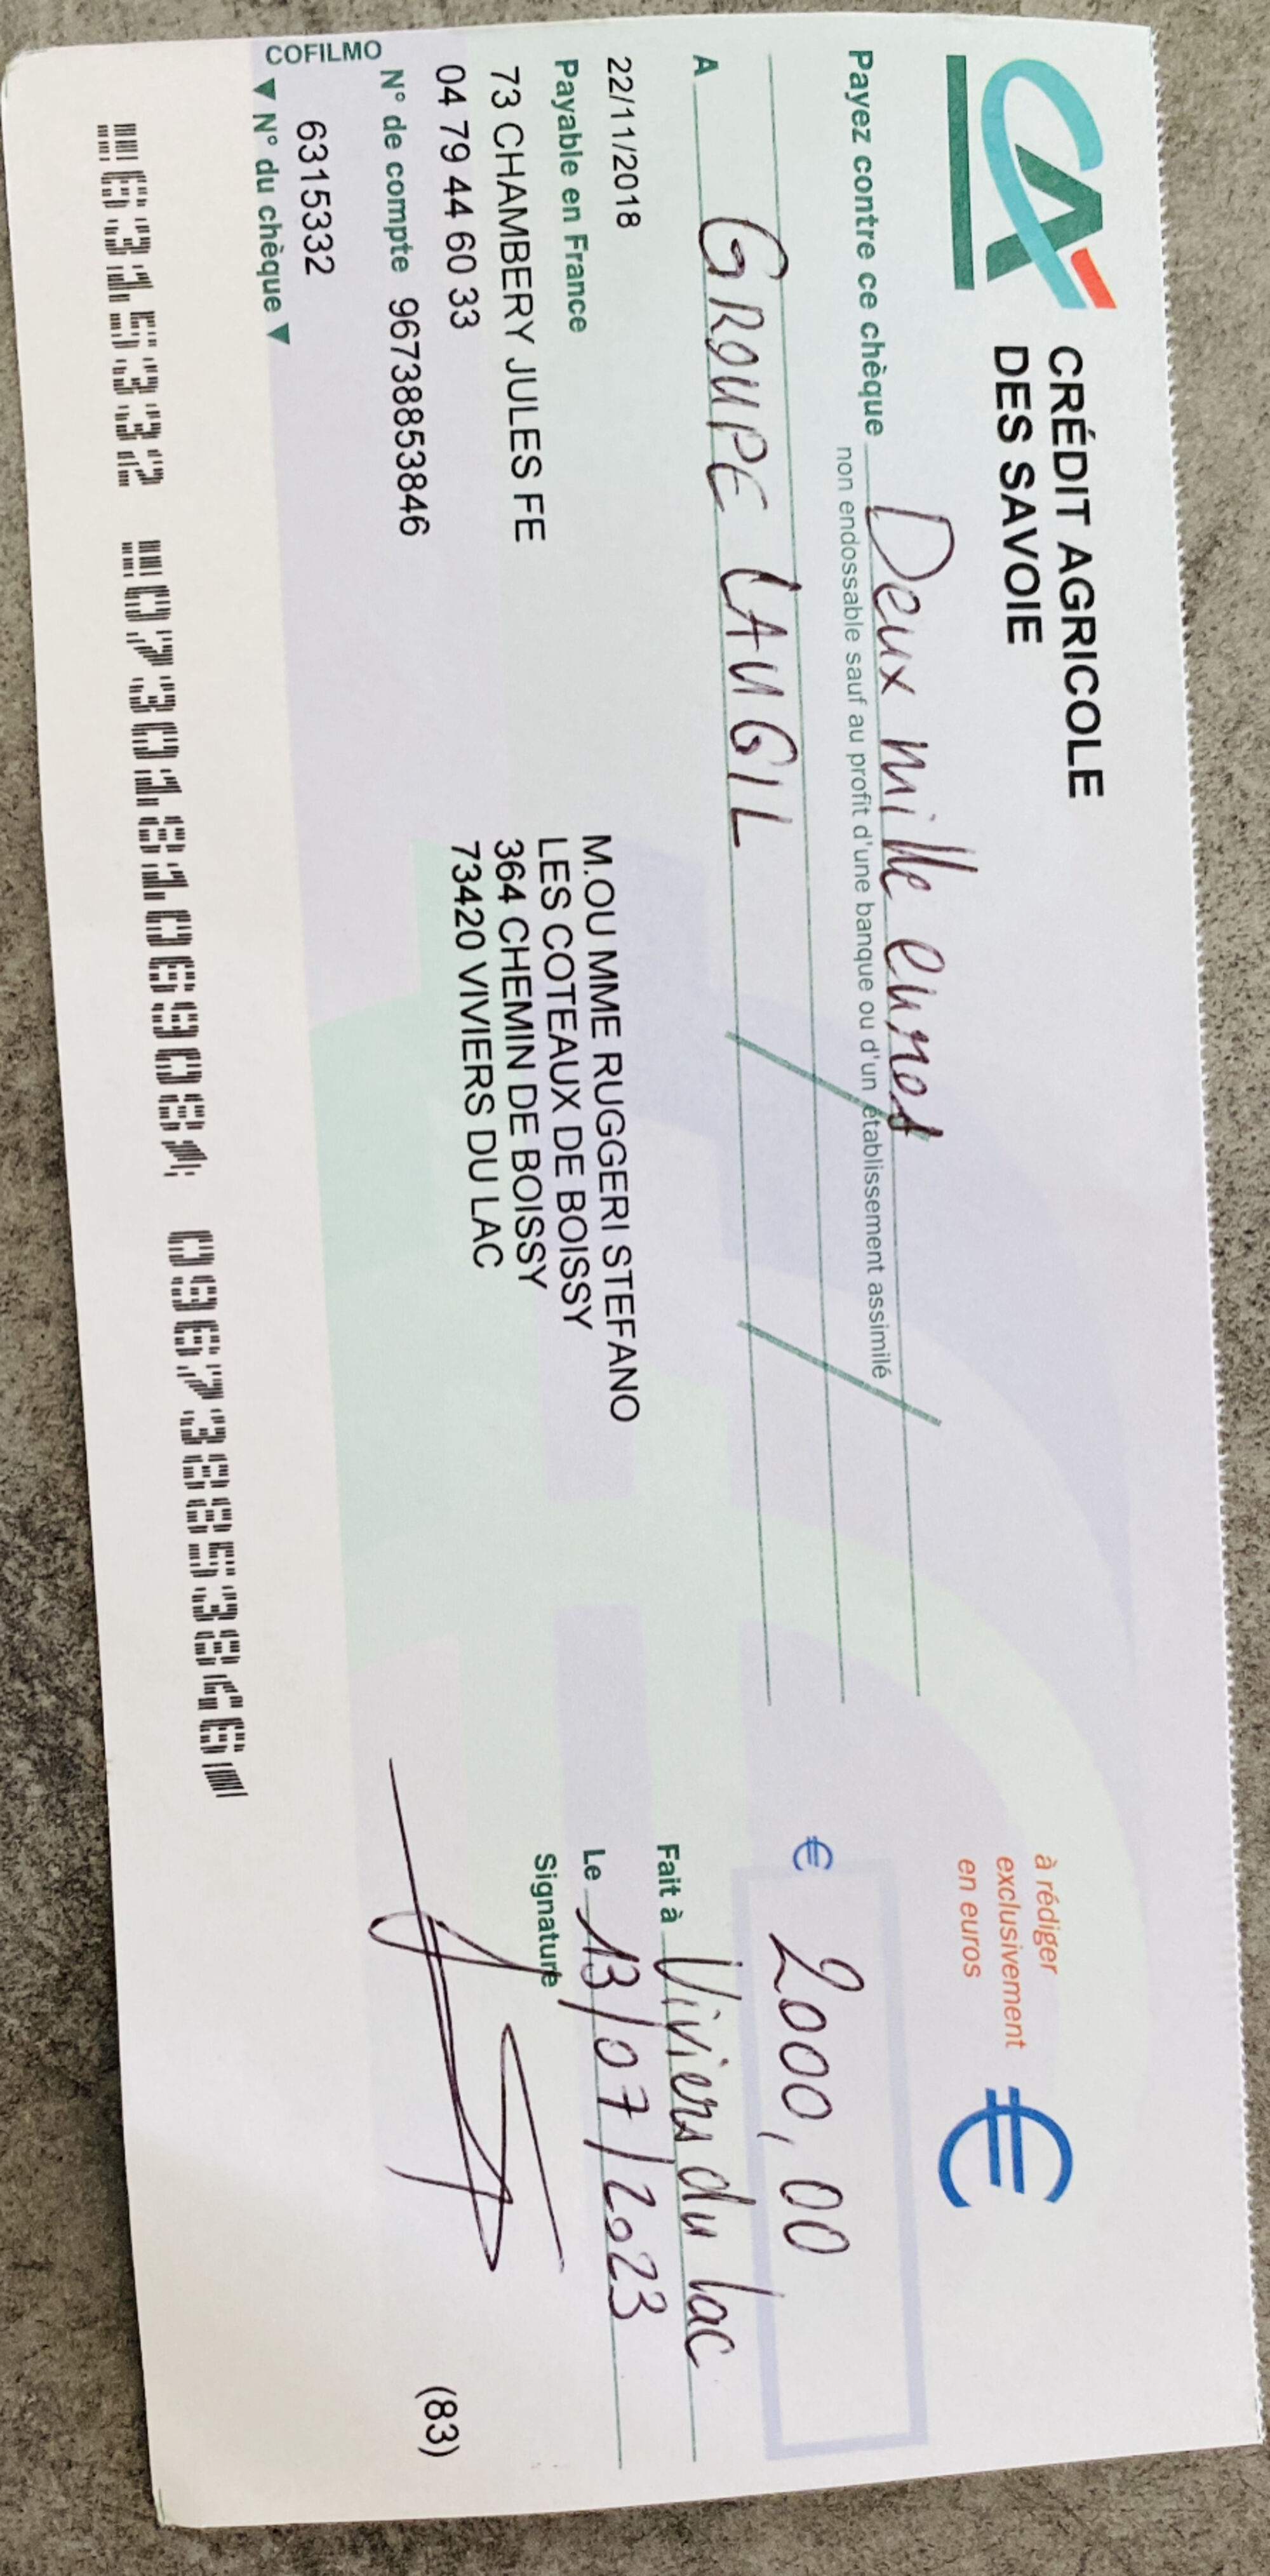 CRÉDIT AGRICOLE
DES SAVOIE
à rédiger
exclusivement
en euros
€
Payez contre ce chèque Deux mille euros
non endossable sauf au profit d'une banque ou d'un établissement assimilé
€ 2000,00
A GROUPE LAUGIL
22/11/2018
Payable en France
73 CHAMBERY JULES FE
04 79 44 60 33
N° de compte 96738853846
COFILMO
6315332
▼ N° du chèque ▼
M.OU MME RUGGERI STEFANO
LES COTEAUX DE BOISSY
364 CHEMIN DE BOISSY
73420 VIVIERS DU LAC
Fait à Viviers du lac
Le 13/07/2023
Signature
(83)
6315332 073018106908 096738853846